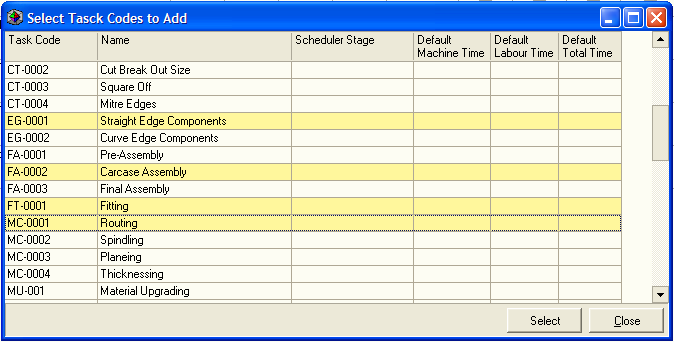 Select Tasck Codes to Add
Task Code Name Scheduler Stage Default Machine Time Default Labour Time Default Total Time
CT-0002 Cut Break Out Size
CT-0003 Square Off
CT-0004 Mitre Edges
EG-0001 Straight Edge Components
EG-0002 Curve Edge Components
FA-0001 Pre-Assembly
FA-0002 Carcase Assembly
FA-0003 Final Assembly
FT-0001 Fitting
MC-0001 Routing
MC-0002 Spindling
MC-0003 Planeing
MC-0004 Thicknessing
MU-001 Material Upgrading
Select Close